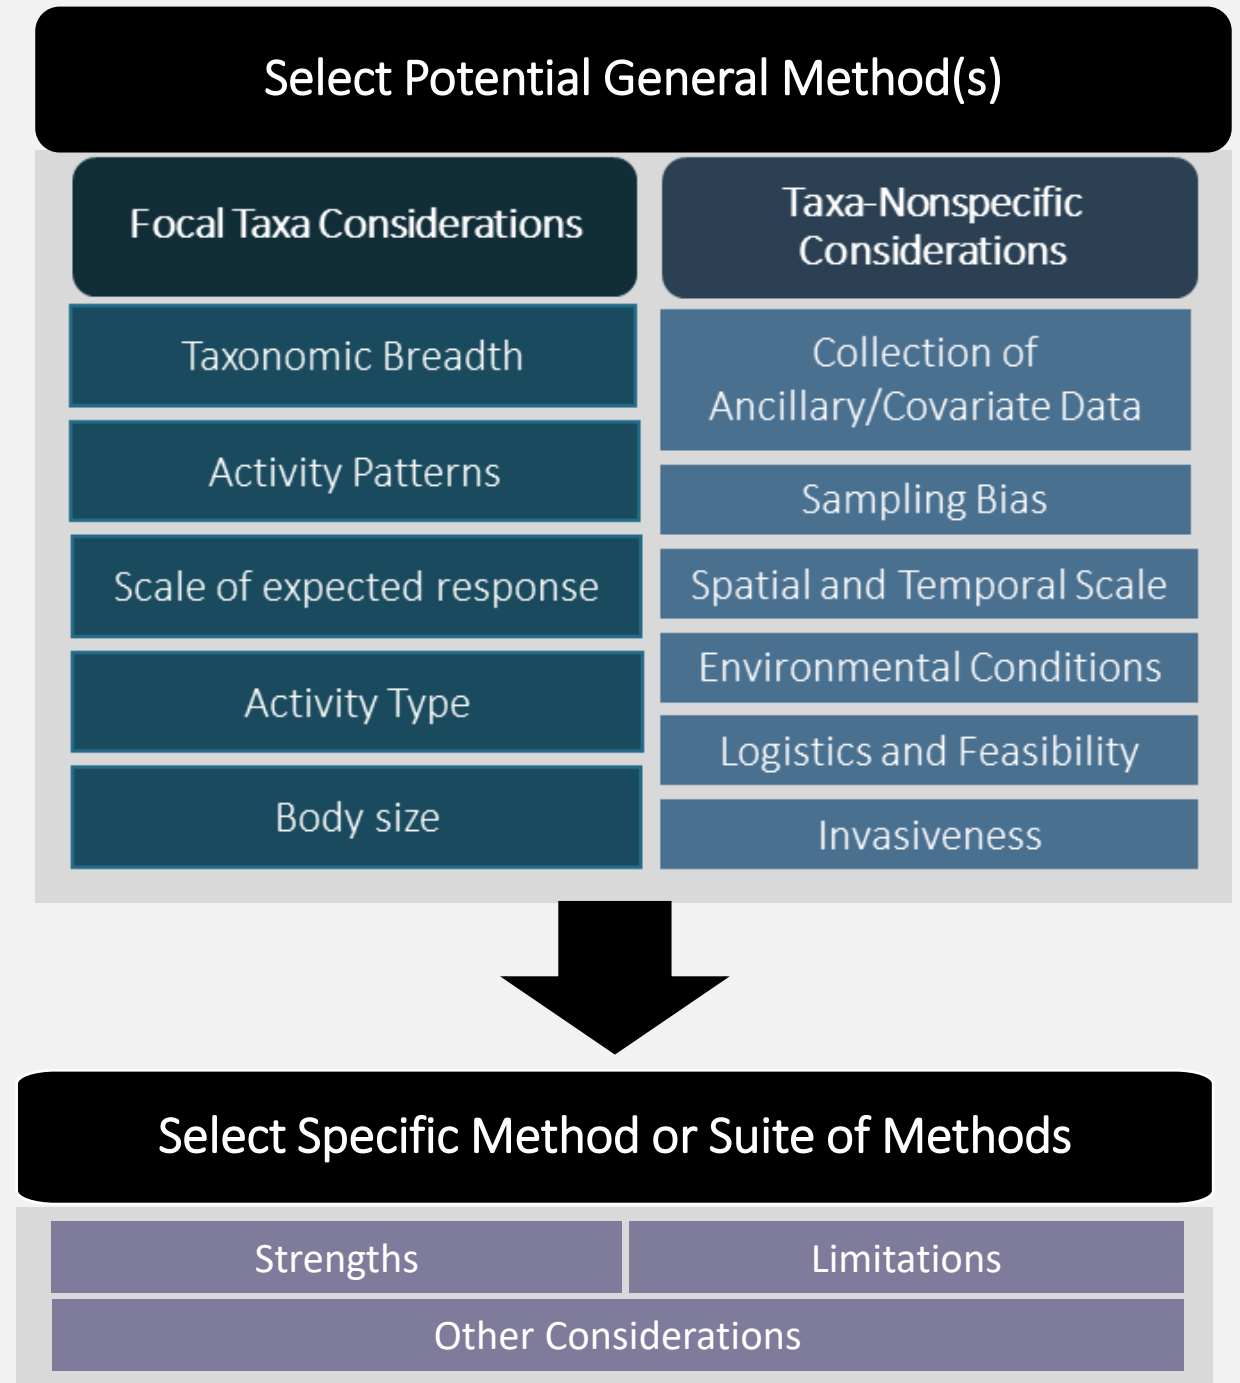 Select Potential General Method(s)
Focal Taxa Considerations
Taxonomic Breadth
Activity Patterns
Scale of expected response
Activity Type
Body size
Taxa-Nonspecific
Considerations
Collection of
Ancillary/Covariate Data
Sampling Bias
Spatial and Temporal Scale
Environmental Conditions
Logistics and Feasibility
Invasiveness
Select Specific Method or Suite of Methods
Strengths
Limitations
Other Considerations